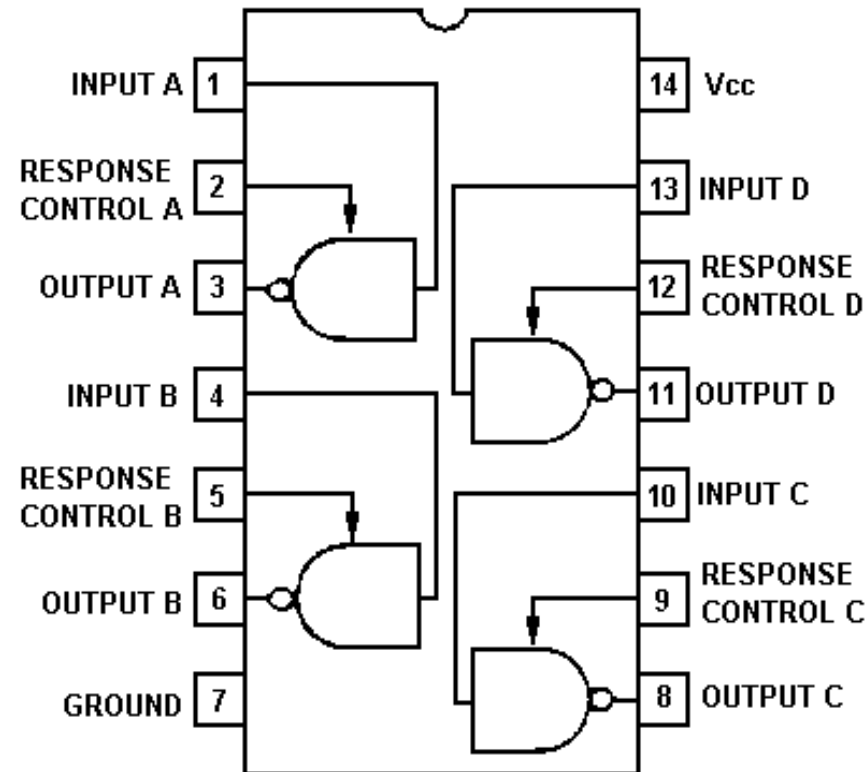 INPUT A 1
RESPONSE
CONTROL A 2
OUTPUT A 3
INPUT B 4
RESPONSE
CONTROL B 5
OUTPUT B 6
GROUND 7
14 Vcc
13 INPUT D
RESPONSE
12 CONTROL D
11 OUTPUT D
10 INPUT C
RESPONSE
9 CONTROL C
8 OUTPUT C